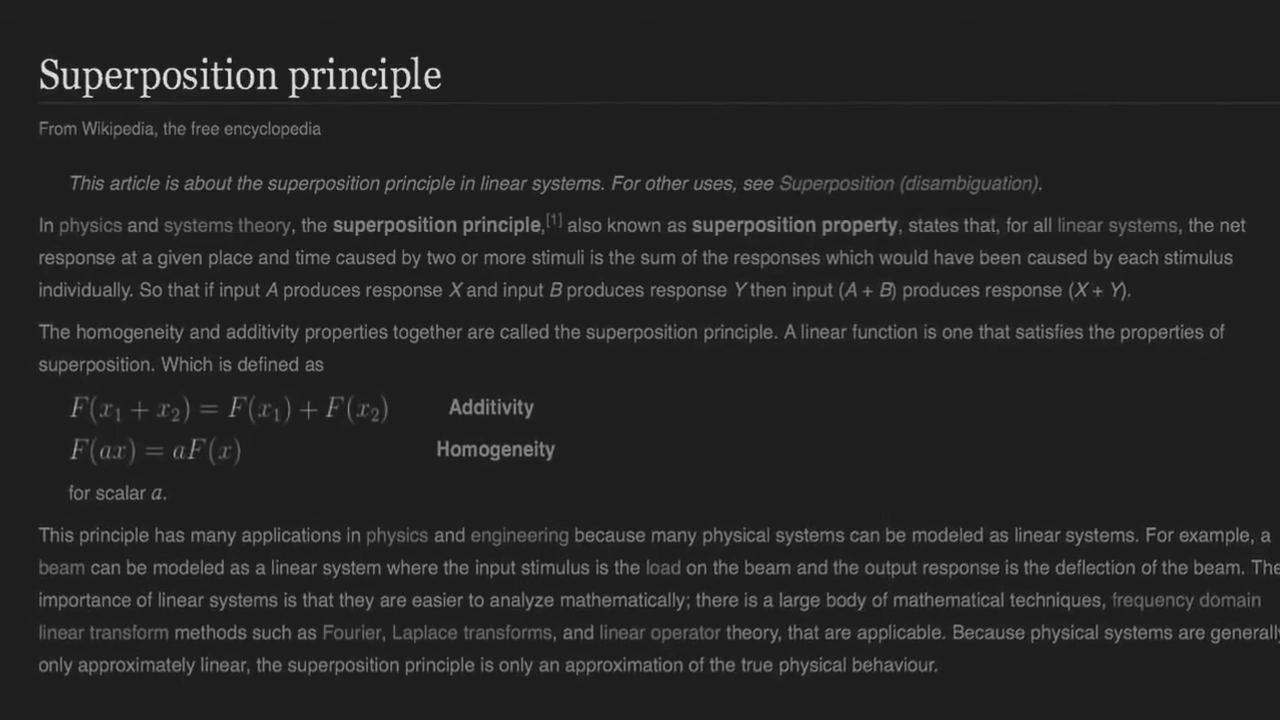 Superposition principle
From Wikipedia, the free encyclopedia
This article is about the superposition principle in linear systems. For other uses, see Superposition (disambiguation).
In physics and systems theory, the superposition principle,[1] also known as superposition property, states that, for all linear systems, the net
response at a given place and time caused by two or more stimuli is the sum of the responses which would have been caused by each stimulus
individually. So that if input A produces response X and input B produces response Y then input (A + B) produces response (X + Y).
The homogeneity and additivity properties together are called the superposition principle. A linear function is one that satisfies the properties of
superposition. Which is defined as
F(x₁ + x₂) = F(x₁) + F(x₂) Additivity
F(ax) = aF(x) Homogeneity
for scalar a.
This principle has many applications in physics and engineering because many physical systems can be modeled as linear systems. For example, a
beam can be modeled as a linear system where the input stimulus is the load on the beam and the output response is the deflection of the beam. The
importance of linear systems is that they are easier to analyze mathematically; there is a large body of mathematical techniques, frequency domain
linear transform methods such as Fourier, Laplace transforms, and linear operator theory, that are applicable. Because physical systems are generall
only approximately linear, the superposition principle is only an approximation of the true physical behaviour.